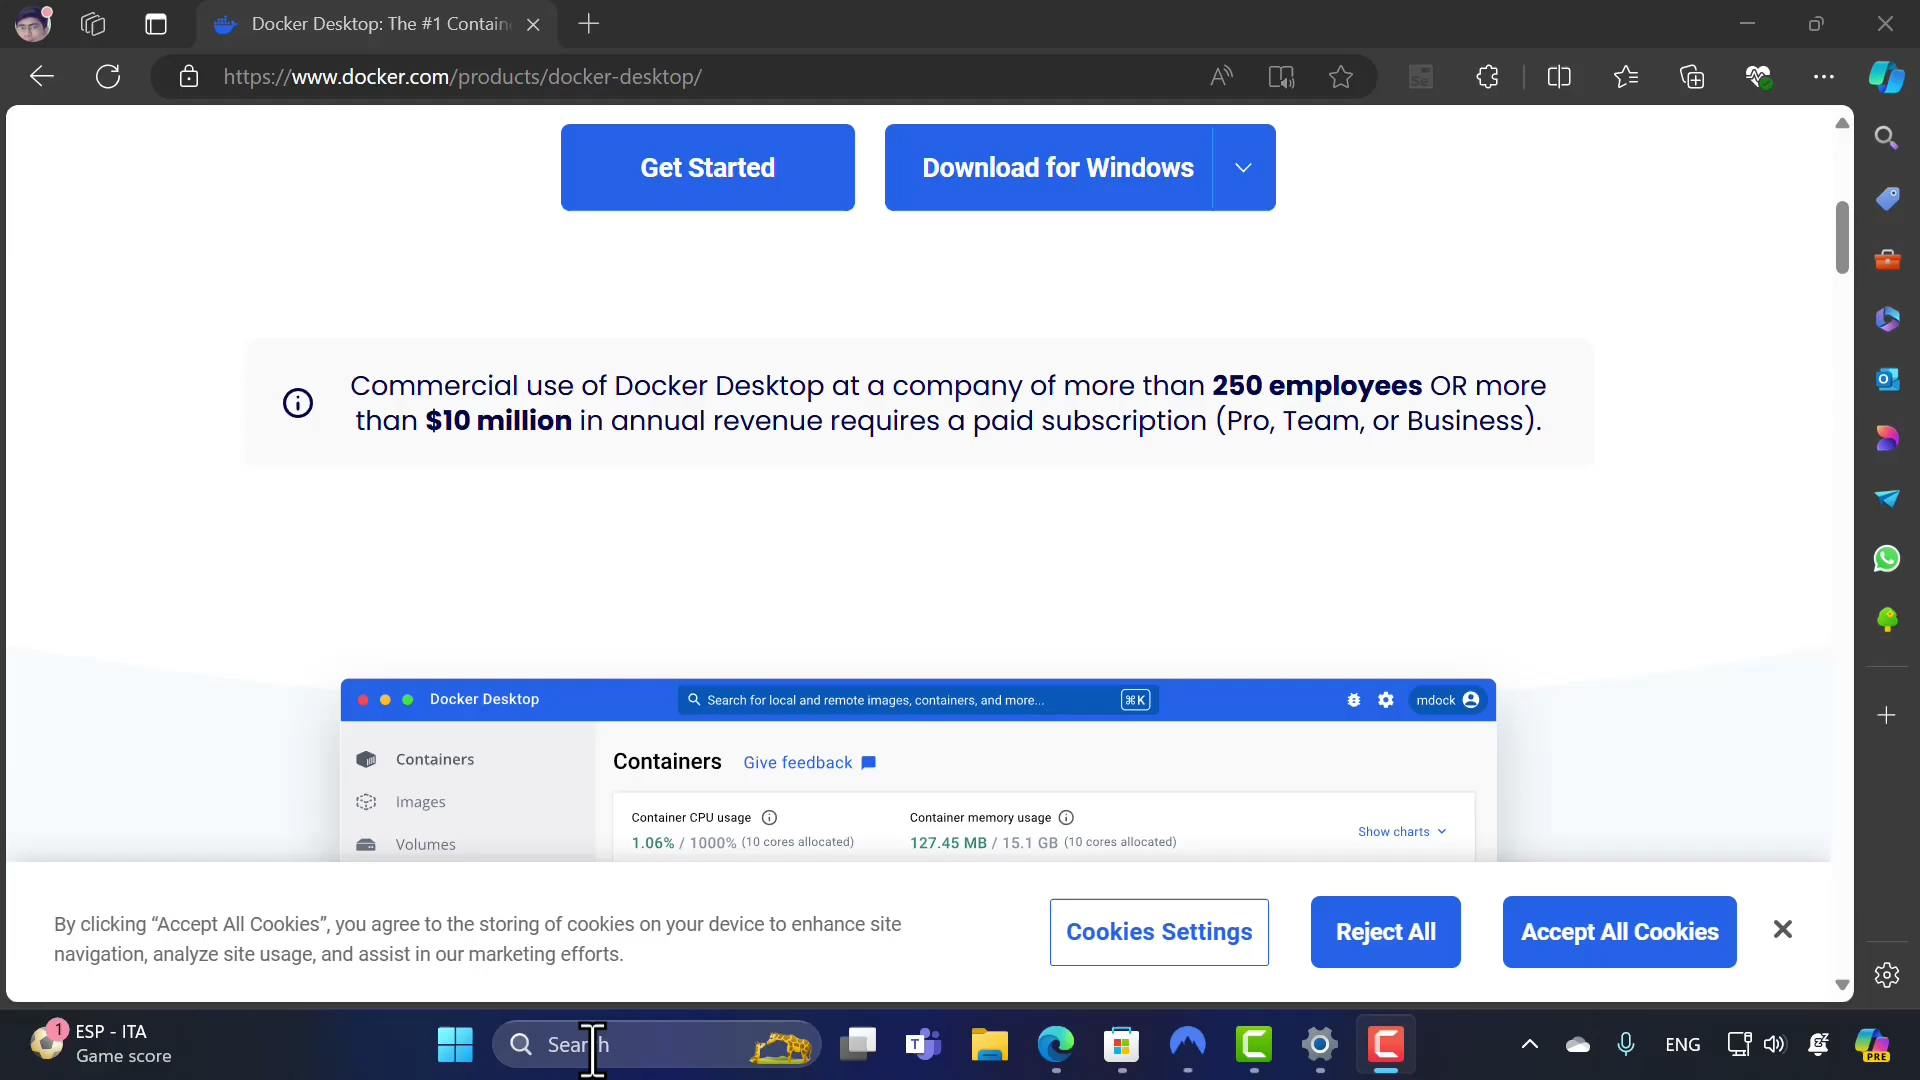 Docker Desktop: The #1 Contain
https://www.docker.com/products/docker-desktop/
Get Started
Download for Windows
Commercial use of Docker Desktop at a company of more than 250 employees OR more
than $10 million in annual revenue requires a paid subscription (Pro, Team, or Business).
Docker Desktop
Search for local and remote images, containers, and more...
⌘K
mdock
Containers
Images
Volumes
Containers
Give feedback
Container CPU usage
1.06% / 1000% (10 cores allocated)
Container memory usage
127.45 MB / 15.1 GB (10 cores allocated)
Show charts
By clicking “Accept All Cookies”, you agree to the storing of cookies on your device to enhance site
navigation, analyze site usage, and assist in our marketing efforts.
Cookies Settings
Reject All
Accept All Cookies
1
ESP - ITA
Game score
Search
ENG
PRE